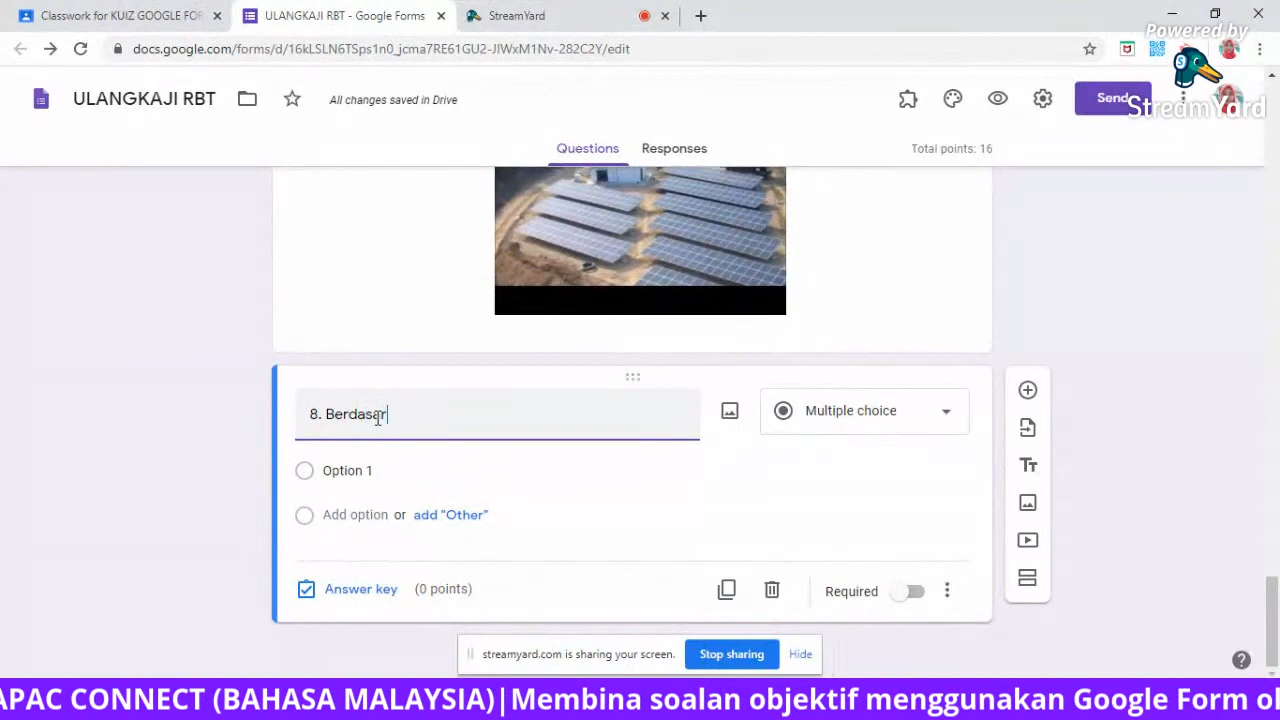 Classwork for KUIZ GOOGLE FOR
ULANGKAJI RBT - Google Forms
StreamYard
docs.google.com/forms/d/16kLSLN6TSps1n0_jcma7RE61GU2-JIWxM1Nv-282C2Y/edit
Powered by
StreamYard
ULANGKAJI RBT
All changes saved in Drive
Send
Questions
Responses
Total points: 16
8. Berdasar
Multiple choice
Option 1
Add option or add "Other"
Answer key (0 points)
Required
streamyard.com is sharing your screen.
Stop sharing
Hide
APAC CONNECT (BAHASA MALAYSIA)|Membina soalan objektif menggunakan Google Form ol